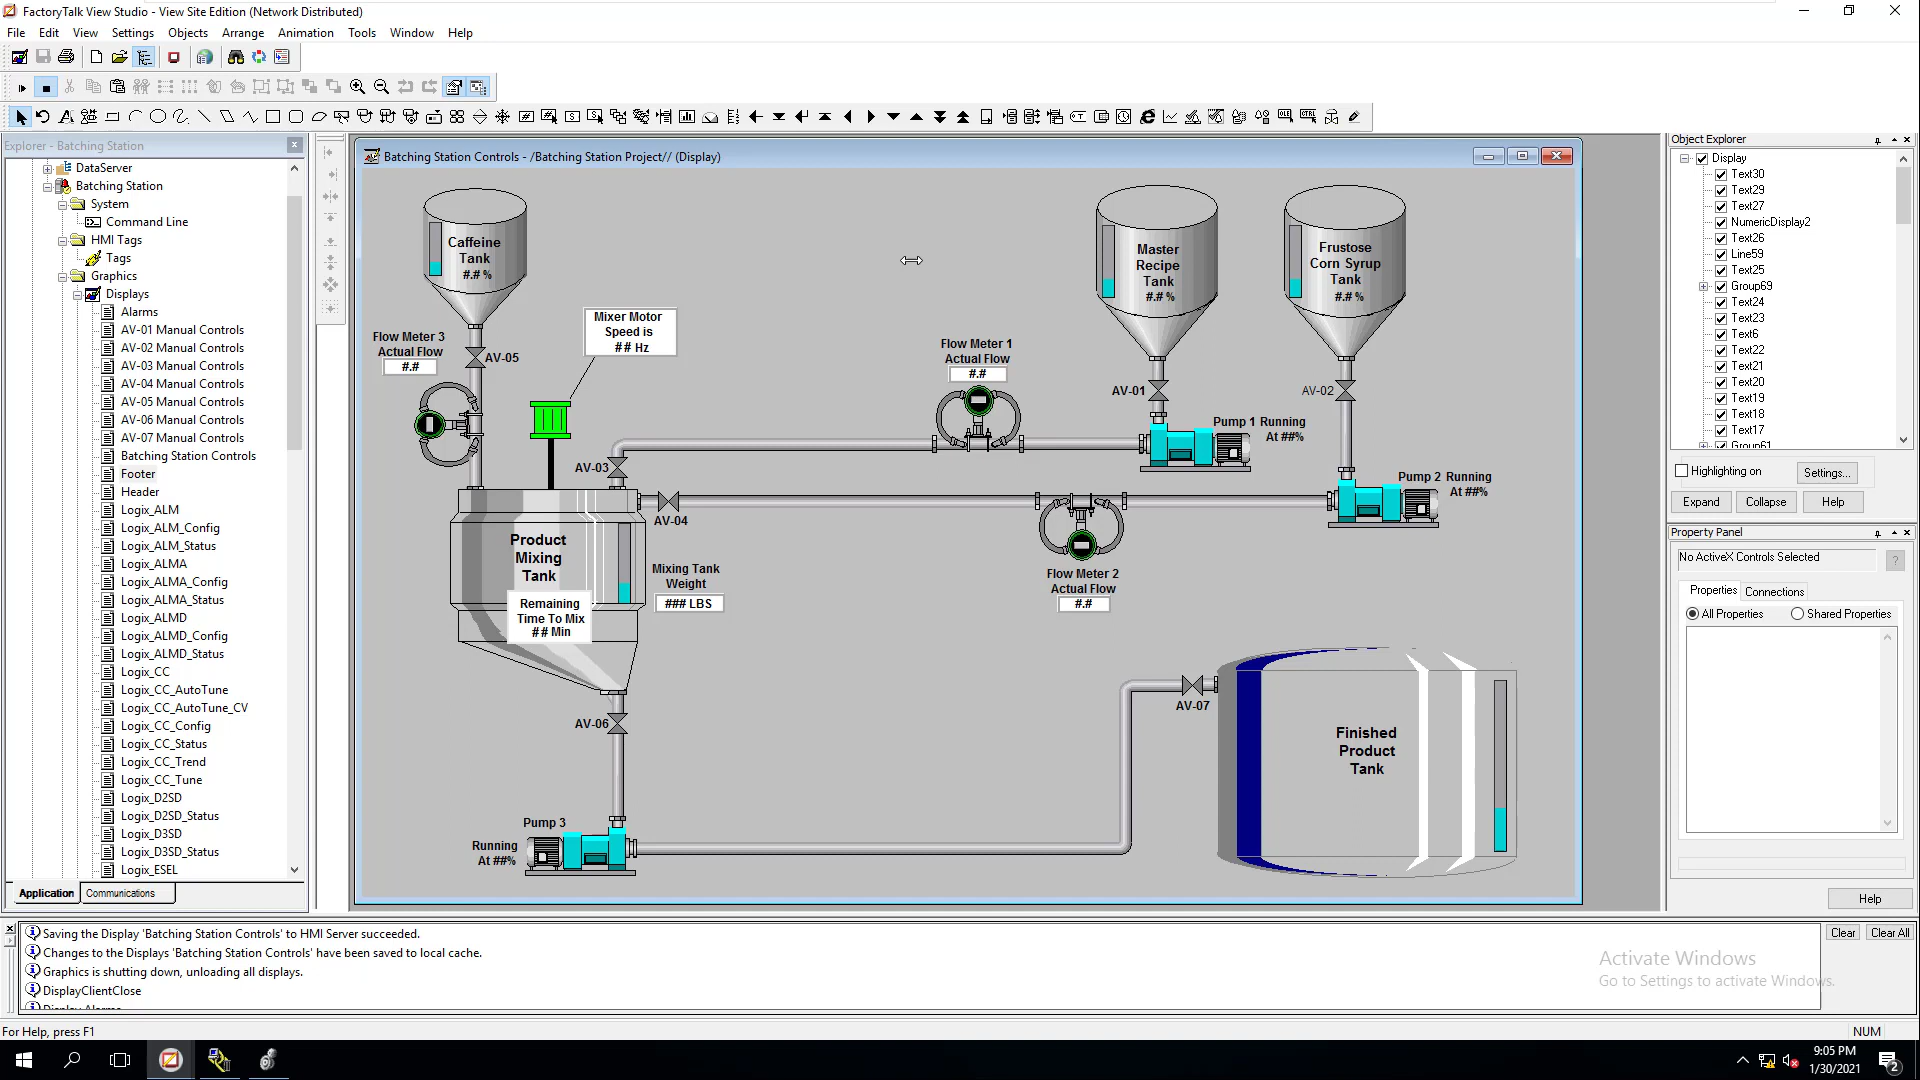 FactoryTalk View Studio - View Site Edition (Network Distributed)
File Edit View Settings Objects Arrange Animation Tools Window Help
Explorer - Batching Station
DataServer
Batching Station
System
Command Line
HMI Tags
Tags
Graphics
Displays
Alarms
AV-01 Manual Controls
AV-02 Manual Controls
AV-03 Manual Controls
AV-04 Manual Controls
AV-05 Manual Controls
AV-06 Manual Controls
AV-07 Manual Controls
Batching Station Controls
Footer
Header
Logix_ALM
Logix_ALM_Config
Logix_ALM_Status
Logix_ALMA
Logix_ALMA_Config
Logix_ALMA_Status
Logix_ALMD
Logix_ALMD_Config
Logix_ALMD_Status
Logix_CC
Logix_CC_AutoTune
Logix_CC_AutoTune_CV
Logix_CC_Config
Logix_CC_Status
Logix_CC_Trend
Logix_CC_Tune
Logix_D2SD
Logix_D2SD_Status
Logix_D3SD
Logix_D3SD_Status
Logix_ESEL
Application Communications
Batching Station Controls - /Batching Station Project// (Display)
Caffeine
Tank
#.# %
Flow Meter 3
Actual Flow
#.#
AV-05
Mixer Motor
Speed is
## Hz
Flow Meter 1
Actual Flow
#.#
Master
Recipe
Tank
#.# %
Frustose
Corn Syrup
Tank
#.# %
AV-01
AV-02
Pump 1 Running
At ##%
Pump 2 Running
At ##%
AV-03
AV-04
Product
Mixing
Tank
Remaining
Time To Mix
## Min
Mixing Tank
Weight
### LBS
Flow Meter 2
Actual Flow
#.#
AV-06
AV-07
Finished
Product
Tank
Pump 3
Running
At ##%
Object Explorer
Display
Text30
Text29
Text27
NumericDisplay2
Text26
Line59
Text25
Group69
Text24
Text23
Text6
Text22
Text21
Text20
Text19
Text18
Text17
Group61
Highlighting on Settings...
Expand Collapse Help
Property Panel
No ActiveX Controls Selected ?
Properties Connections
All Properties Shared Properties
Help
Saving the Display 'Batching Station Controls' to HMI Server succeeded.
Changes to the Displays 'Batching Station Controls' have been saved to local cache.
Graphics is shutting down, unloading all displays.
DisplayClientClose
Display Alarms
Clear Clear All
Activate Windows
Go to Settings to activate Windows.
For Help, press F1
NUM
9:05 PM
1/30/2021
2